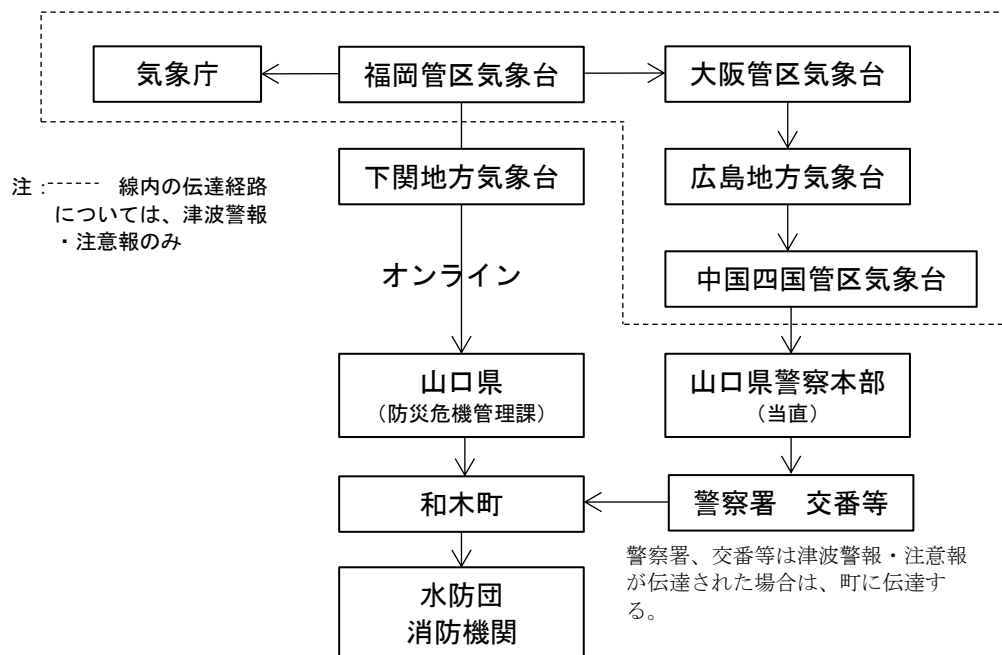 気象庁
福岡管区気象台
大阪管区気象台
下関地方気象台
広島地方気象台
注：------　線内の伝達経路
については、津波警報
・注意報のみ
オンライン
中国四国管区気象台
山口県
（防災危機管理課）
山口県警察本部
（当直）
和木町
警察署　交番等
警察署、交番等は津波警報・注意報
が伝達された場合は、町に伝達す
る。
水防団
消防機関